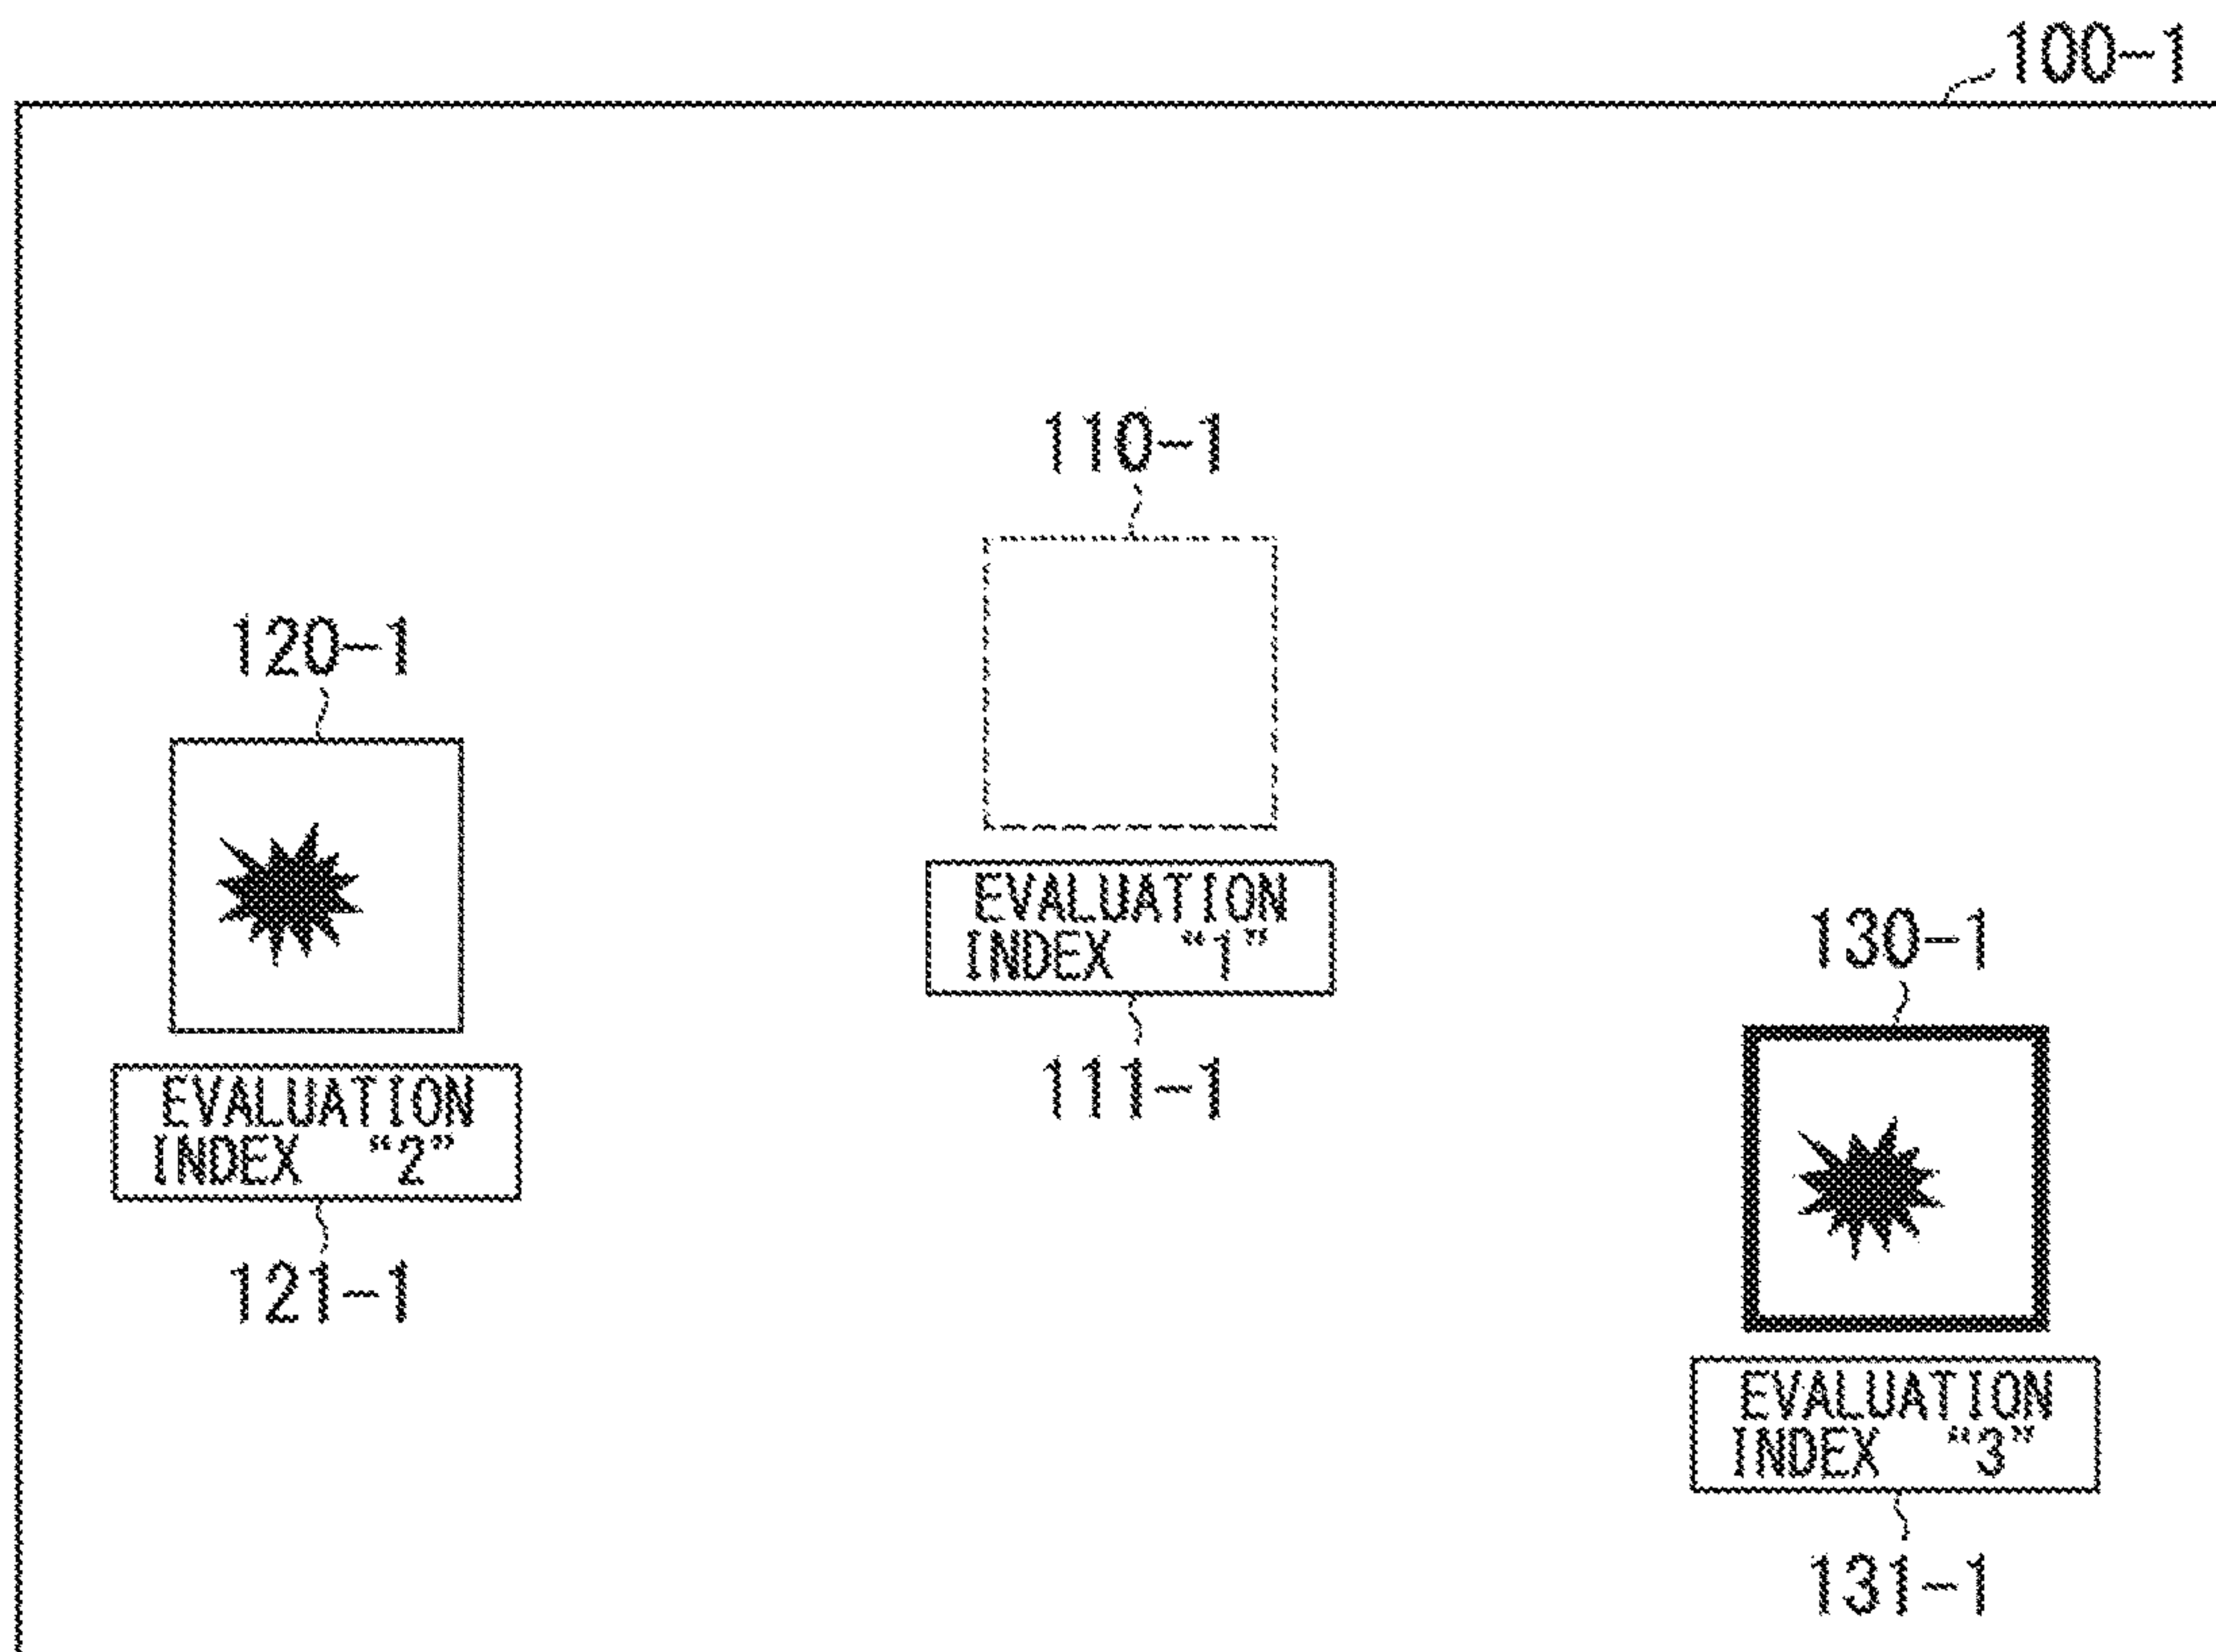 100-1
110-1
120-1
EVALUATION
INDEX "1"
130-1
111-1
EVALUATION
INDEX "2"
121-1
EVALUATION
INDEX "3"
131-1